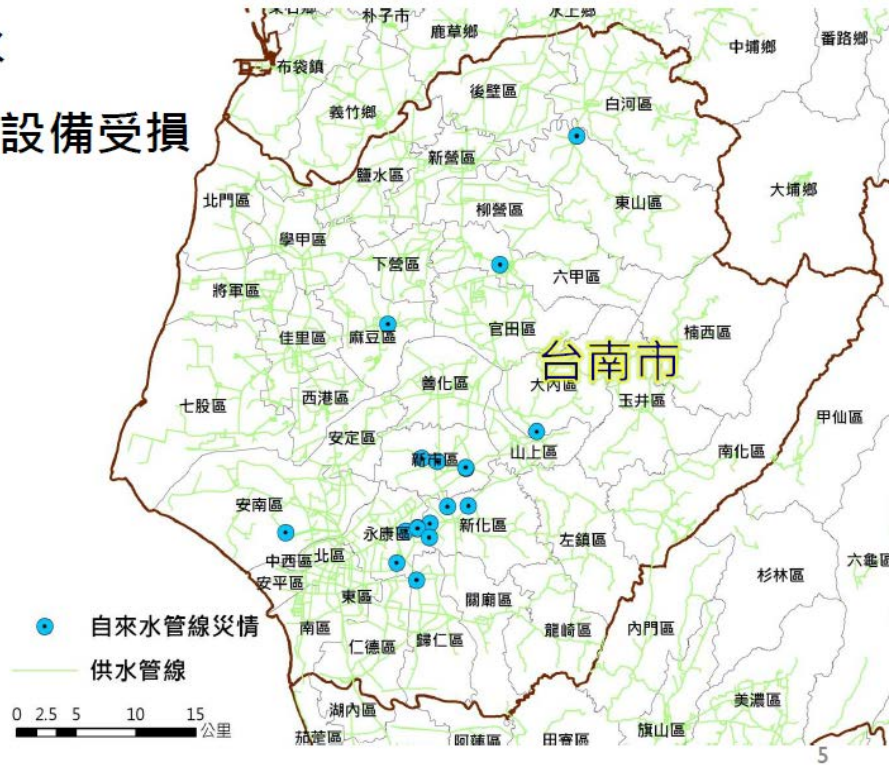 設備受損
朴子市
鹿草鄉
水上鄉
中埔鄉
番路鄉
布袋鎮
義竹鄉
後壁區
白河區
新營區
鹽水區
北門區
柳營區
東山區
大埔鄉
學甲區
下營區
六甲區
將軍區
佳里區
麻豆區
官田區
楠西區
台南市
善化區
大內區
玉井區
西港區
七股區
甲仙區
安定區
新市區
山上區
南化區
安南區
永康區
新化區
左鎮區
中西區
北區
安平區
東區
關廟區
杉林區
六龜區
南區
仁德區
歸仁區
龍崎區
內門區
自來水管線災情
供水管線
0 2.5 5 10 15
公里
湖內區
美濃區
茄萣區
阿蓮區
田寮區
旗山區
5